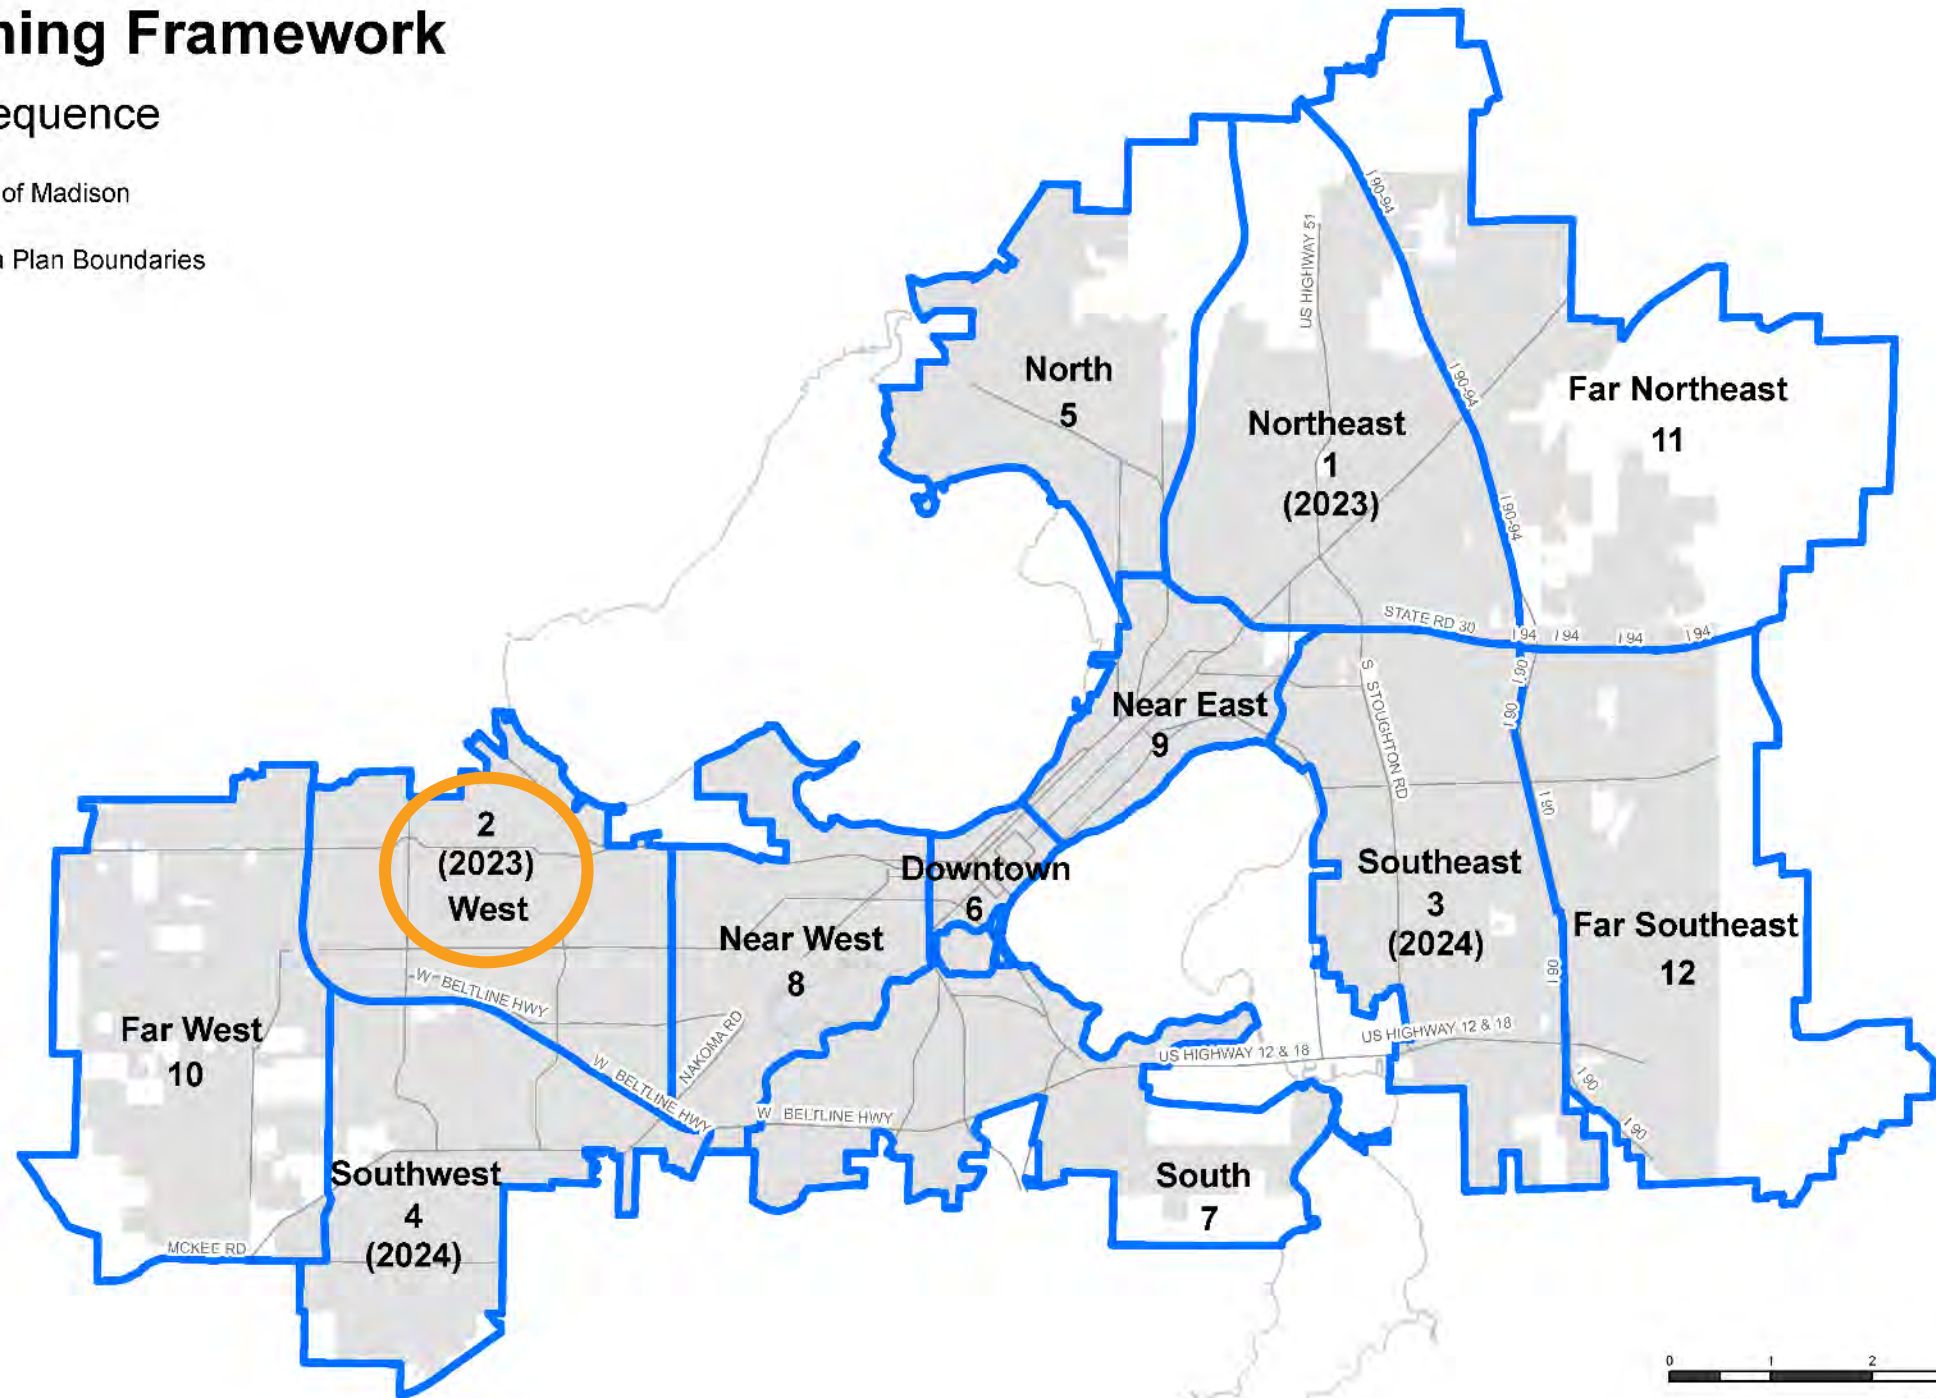 ning Framework
equence
of Madison
a Plan Boundaries
I 90-94
US HIGHWAY 51
North
5
I 90-94
Far Northeast
11
Northeast
1
(2023)
I 90-94
STATE RD 30
I 94
I 94
I 94
I 94
I 90
I 90
S STOUGHTON RD
Near East
9
I 90
2
(2023)
West
Downtown
6
Southeast
3
(2024)
Near West
8
Far Southeast
12
I 90
W BELTLINE HWY
Far West
10
NAKOMA RD
US HIGHWAY 12 & 18
US HIGHWAY 12 & 18
W BELTLINE HWY
I 90
W BELTLINE HWY
I 90
Southwest
4
(2024)
South
7
MCKEE RD
0 1 2